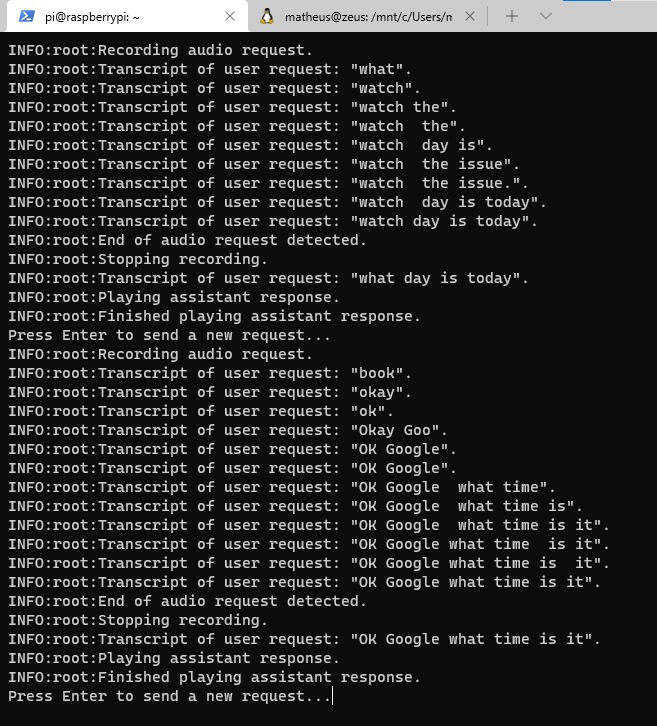 pi@raspberrypi: ~
matheus@zeus: /mnt/c/Users/m
INFO:root:Recording audio request.
INFO:root:Transcript of user request: "what".
INFO:root:Transcript of user request: "watch".
INFO:root:Transcript of user request: "watch the".
INFO:root:Transcript of user request: "watch  the".
INFO:root:Transcript of user request: "watch  day is".
INFO:root:Transcript of user request: "watch  the issue".
INFO:root:Transcript of user request: "watch  the issue.".
INFO:root:Transcript of user request: "watch  day is today".
INFO:root:Transcript of user request: "watch day is today".
INFO:root:End of audio request detected.
INFO:root:Stopping recording.
INFO:root:Transcript of user request: "what day is today".
INFO:root:Playing assistant response.
INFO:root:Finished playing assistant response.
Press Enter to send a new request...
INFO:root:Recording audio request.
INFO:root:Transcript of user request: "book".
INFO:root:Transcript of user request: "okay".
INFO:root:Transcript of user request: "ok".
INFO:root:Transcript of user request: "Okay Goo".
INFO:root:Transcript of user request: "OK Google".
INFO:root:Transcript of user request: "OK Google".
INFO:root:Transcript of user request: "OK Google  what time".
INFO:root:Transcript of user request: "OK Google  what time is".
INFO:root:Transcript of user request: "OK Google  what time is it".
INFO:root:Transcript of user request: "OK Google what time  is it".
INFO:root:Transcript of user request: "OK Google what time is  it".
INFO:root:Transcript of user request: "OK Google what time is it".
INFO:root:End of audio request detected.
INFO:root:Stopping recording.
INFO:root:Transcript of user request: "OK Google what time is it".
INFO:root:Playing assistant response.
INFO:root:Finished playing assistant response.
Press Enter to send a new request...